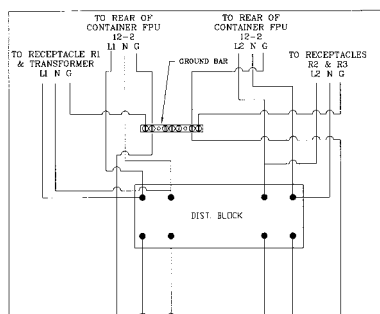 TO REAR OF
CONTAINER FPU
12-2
L1 N G
TO REAR OF
CONTAINER FPU
12-2
L2 N G
TO RECEPTACLE R1
& TRANSFORMER
L1 N G
GROUND BAR
TO RECEPTACLES
R2 & R3
L2 N G
DIST. BLOCK